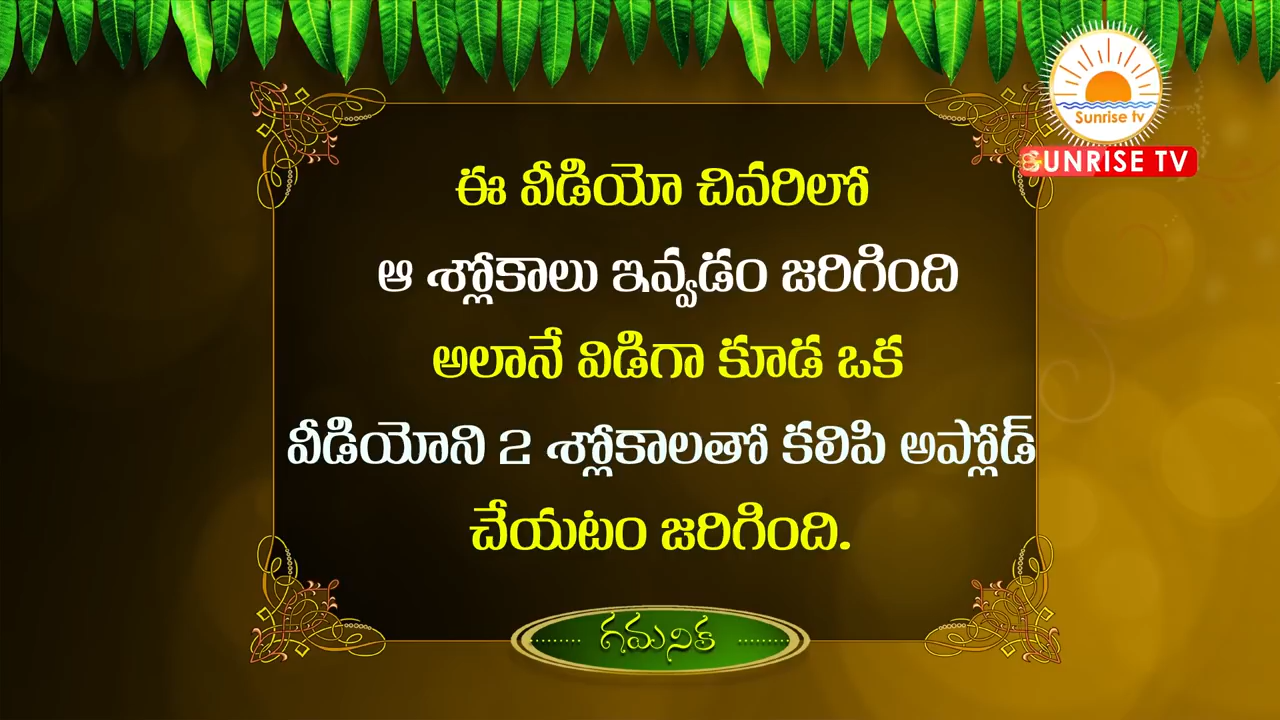 Sunrise tv
SUNRISE TV
ఈ వీడియో చివరిలో
ఆ శ్లోకాలు ఇవ్వడం జరిగింది
అలానే విడిగా కూడ ఒక
వీడియోని 2 శ్లోకాలతో కలిపి అప్లోడ్
చేయటం జరిగింది.
గమనిక